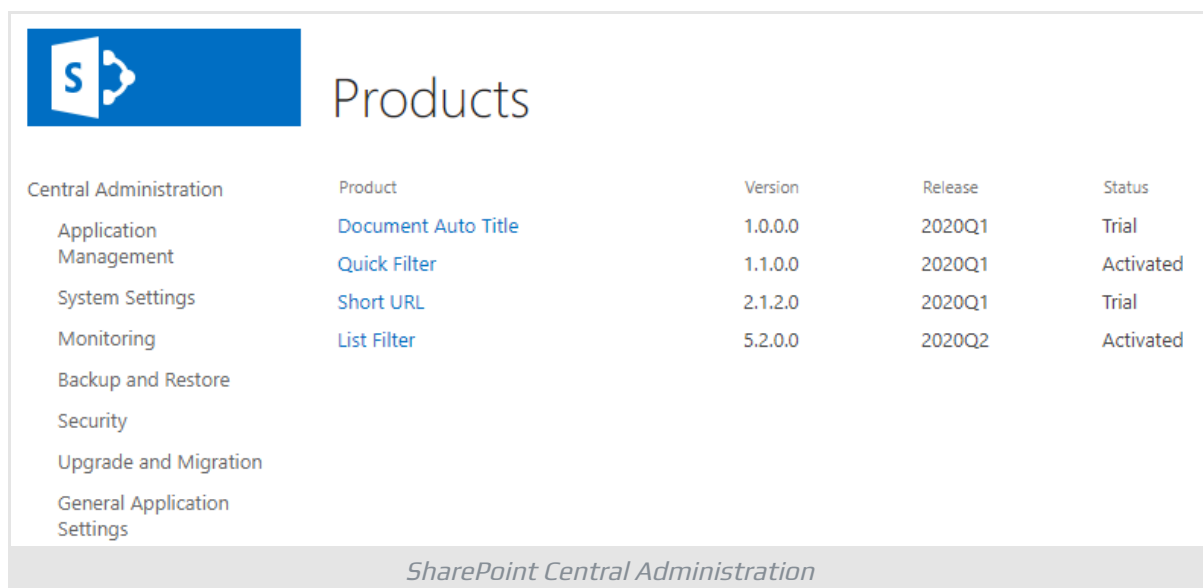 S
Products
Central Administration
Application
Management
System Settings
Monitoring
Backup and Restore
Security
Upgrade and Migration
General Application
Settings
Product Version Release Status
Document Auto Title 1.0.0.0 2020Q1 Trial
Quick Filter 1.1.0.0 2020Q1 Activated
Short URL 2.1.2.0 2020Q1 Trial
List Filter 5.2.0.0 2020Q2 Activated
SharePoint Central Administration